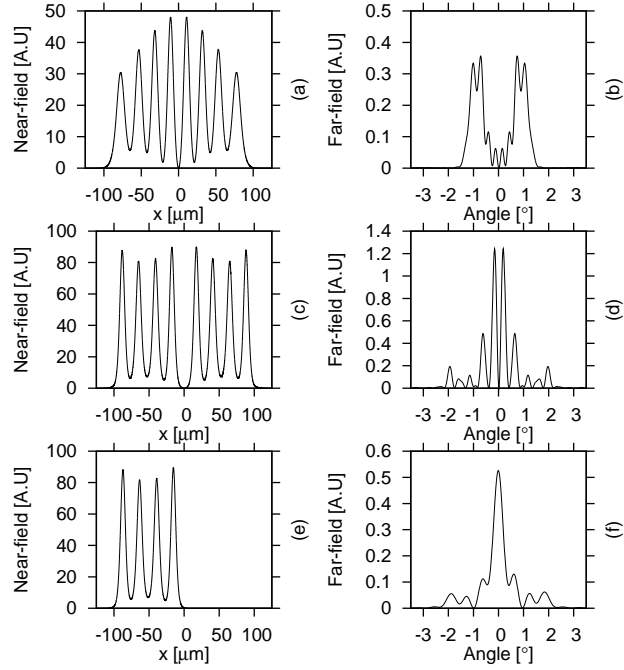 Near-field [A.U]
50
40
30
20
10
0
-100 -50 0 50 100
x [μm]
(a)
Far-field [A.U]
0.5
0.4
0.3
0.2
0.1
0
-3 -2 -1 0 1 2 3
Angle [°]
(b)
Near-field [A.U]
100
80
60
40
20
0
-100 -50 0 50 100
x [μm]
(c)
Far-field [A.U]
1.4
1.2
1
0.8
0.6
0.4
0.2
0
-3 -2 -1 0 1 2 3
Angle [°]
(d)
Near-field [A.U]
100
80
60
40
20
0
-100 -50 0 50 100
x [μm]
(e)
Far-field [A.U]
0.6
0.5
0.4
0.3
0.2
0.1
0
-3 -2 -1 0 1 2 3
Angle [°]
(f)